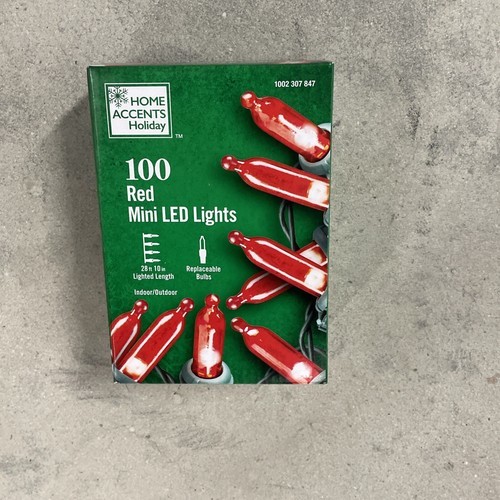 1002 307 847
HOME
ACCENTS
Holiday
TM
100
Red
Mini LED Lights
28 ft 10 in
Lighted Length
Replaceable
Bulbs
Indoor/Outdoor